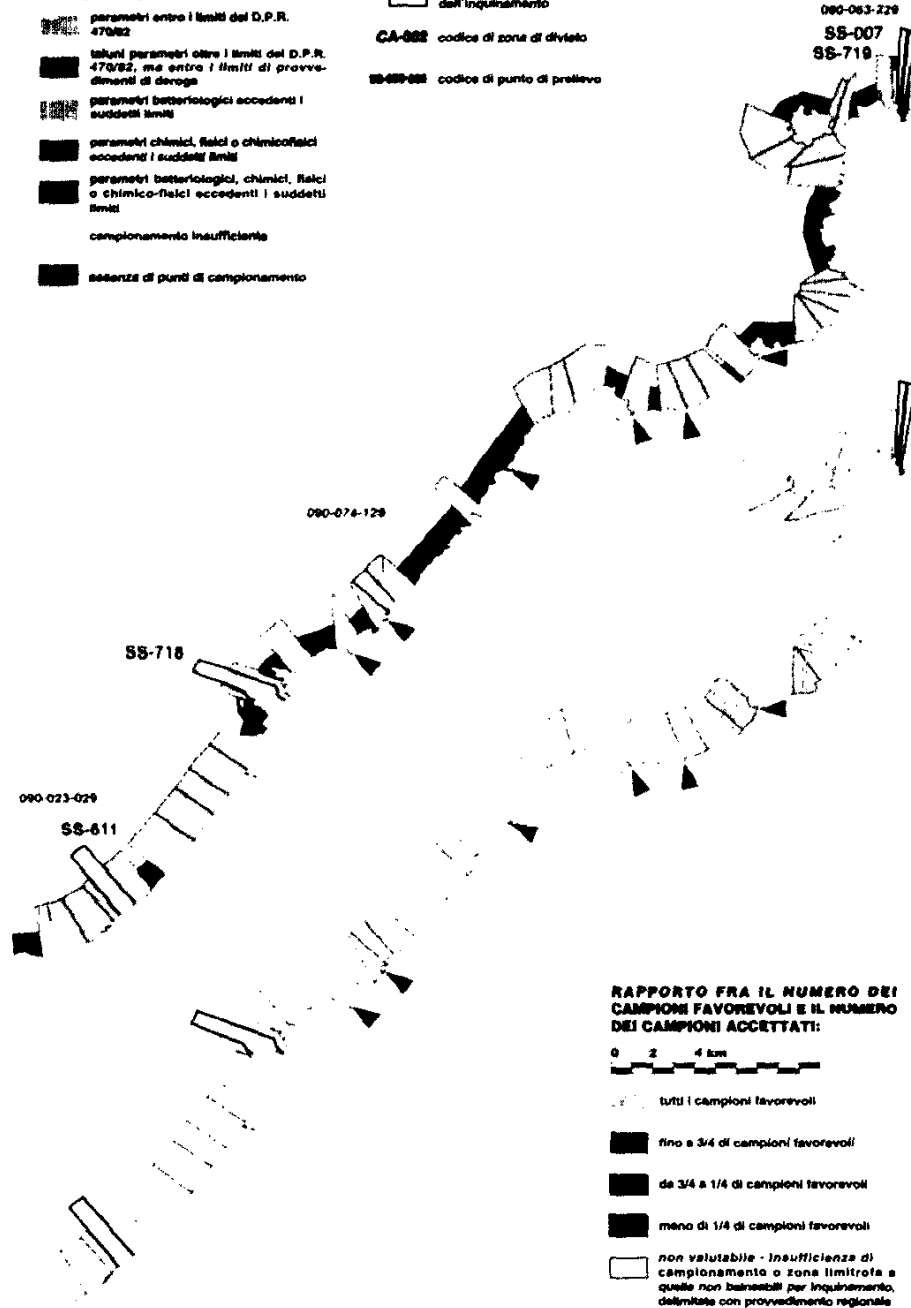 parametri entro i limiti del D.P.R.
470/82
taluni parametri oltre i limiti del D.P.R.
470/82, ma entro i limiti di provve-
dimenti di deroga
parametri batteriologici eccedenti i
suddetti limiti
parametri chimici, fisici o chimicofisici
eccedenti i suddetti limiti
parametri batteriologici, chimici, fisici
o chimico-fisici eccedenti i suddetti
limiti
campionamento insufficiente
assenza di punti di campionamento
dell'inquinamento
CA-002 codice di zona di divieto
codice di punto di prelievo
090-063-229
SS-007
SS-719
090-074-129
SS-718
090-023-029
SS-611
RAPPORTO FRA IL NUMERO DEI
CAMPIONI FAVOREVOLI E IL NUMERO
DEI CAMPIONI ACCETTATI:
0 2 4 km
tutti i campioni favorevoli
fino a 3/4 di campioni favorevoli
da 3/4 a 1/4 di campioni favorevoli
meno di 1/4 di campioni favorevoli
non valutabile - insufficienza di
campionamento o zona limitrofa a
quelle non balneabili per inquinamento,
delimitate con provvedimento regionale